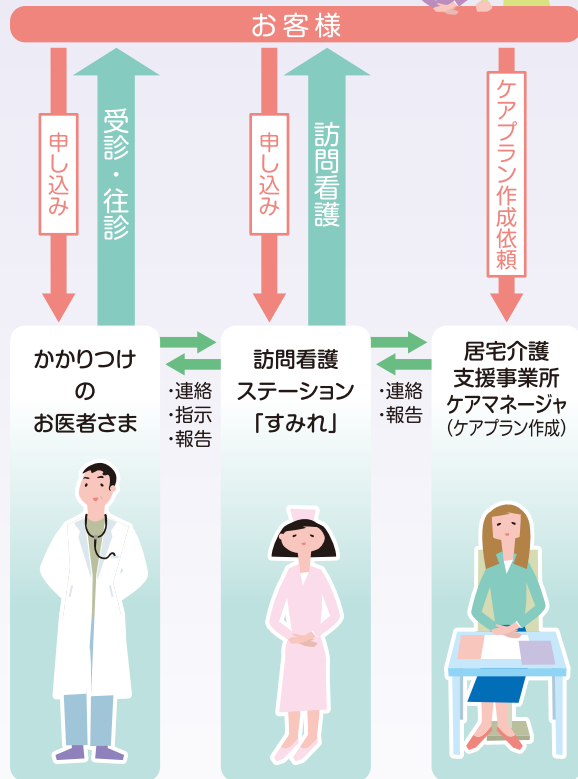 お客様
申し込み
受診・往診
申し込み
訪問看護
ケアプラン作成依頼
かかりつけ
の
お医者さま
・連絡
・指示
・報告
訪問看護
ステーション
「すみれ」
・連絡
・報告
居宅介護
支援事業所
ケアマネージャ
(ケアプラン作成)